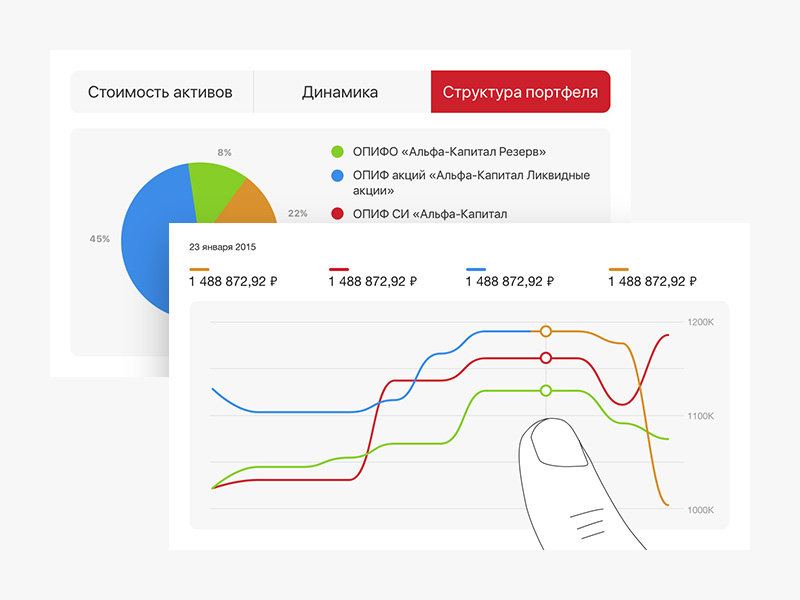 Стоимость активов
Динамика
Структура портфеля
8%
22%
45%
ОПИФО «Альфа-Капитал Резерв»
ОПИФ акций «Альфа-Капитал Ликвидные
акции»
ОПИФ СИ «Альфа-Капитал
23 января 2015
1 488 872,92 ₽
1 488 872,92 ₽
1 488 872,92 ₽
1 488 872,92 ₽
1200K
1100K
1000K